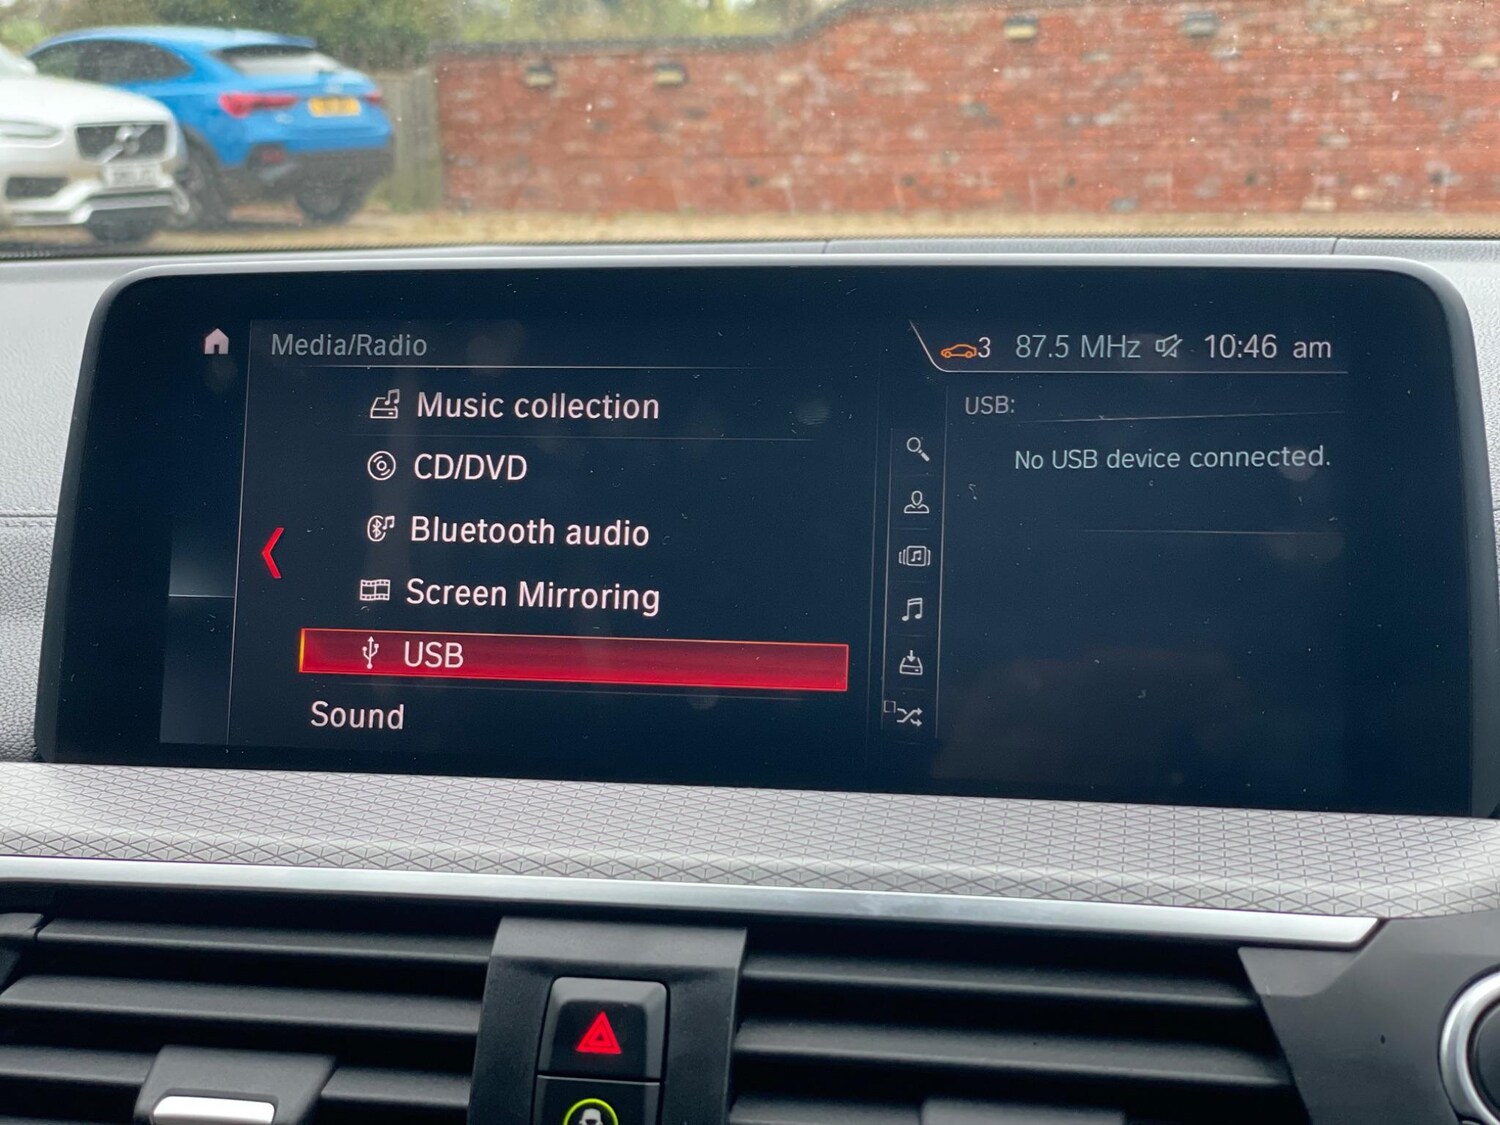 Media/Radio
3 87.5 MHz 10:46 am
Music collection
CD/DVD
Bluetooth audio
Screen Mirroring
USB
Sound
USB:
No USB device connected.